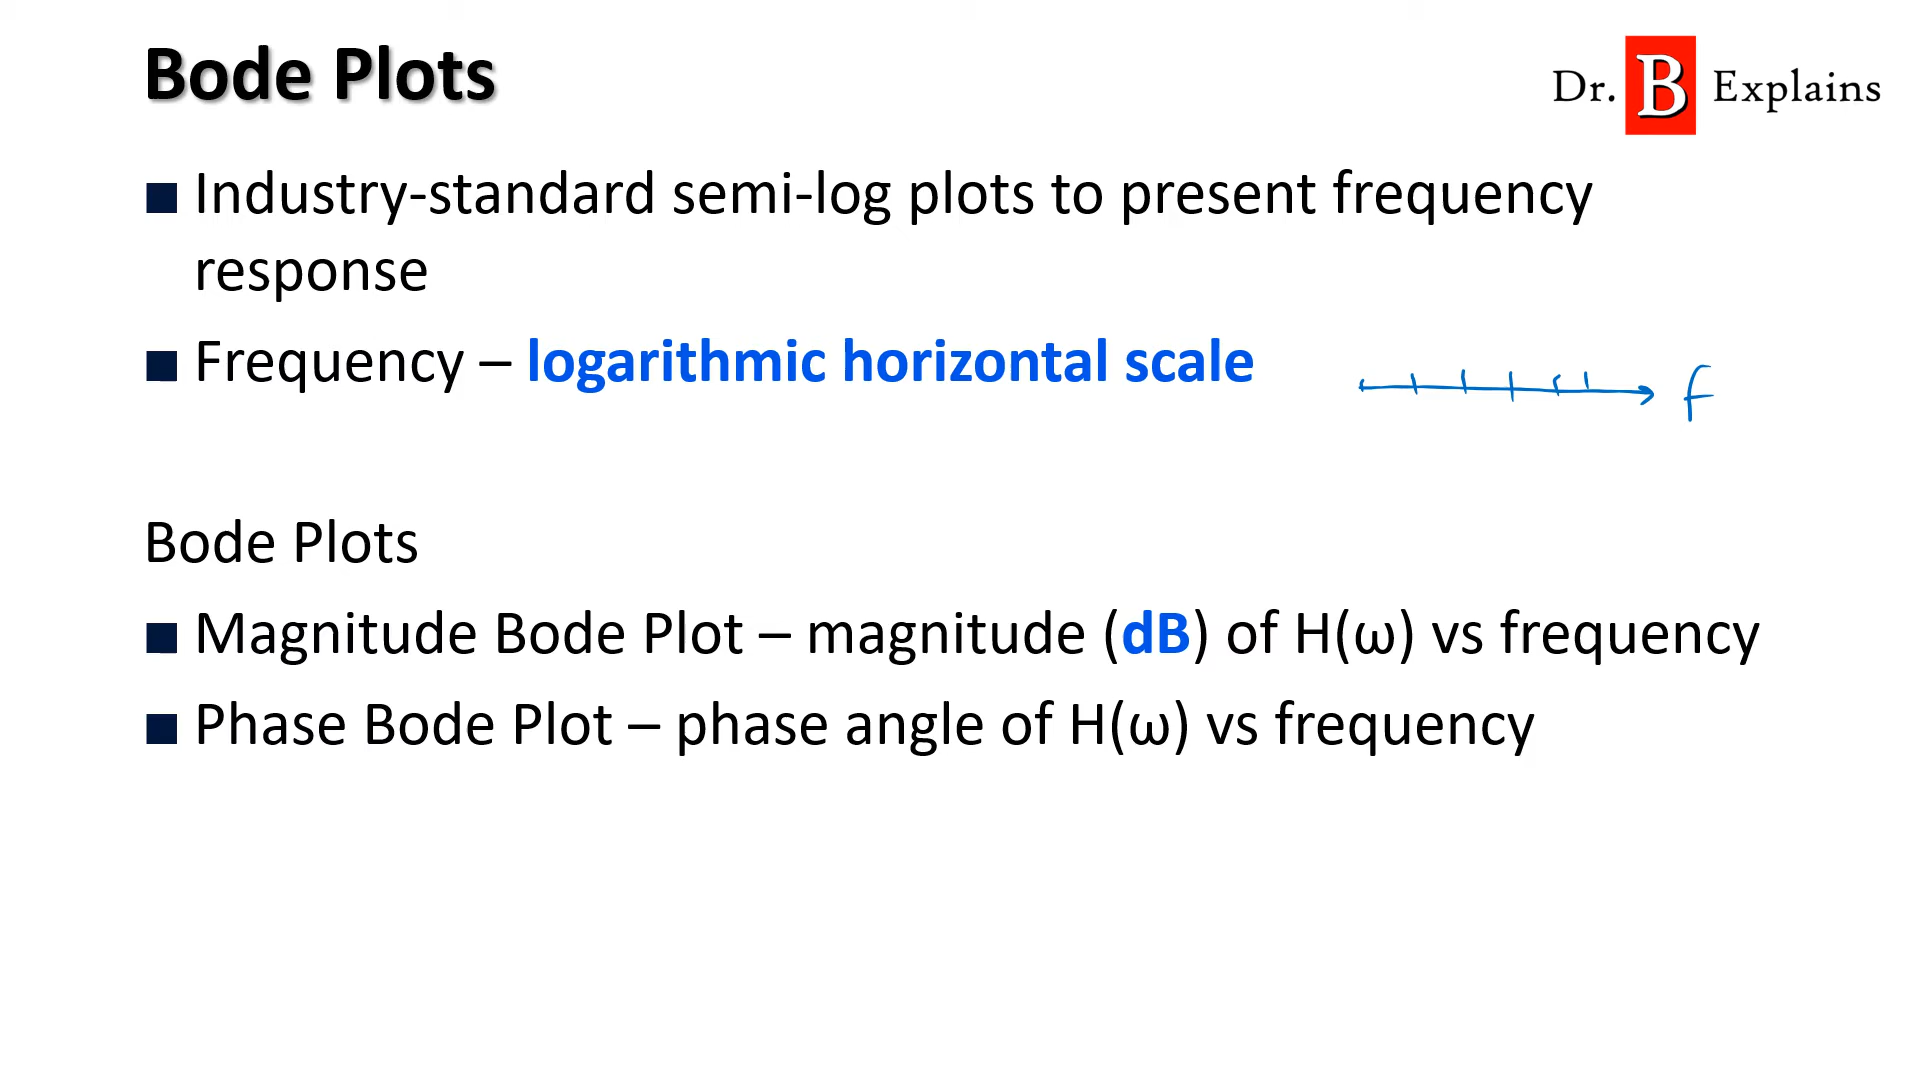 Bode Plots
Dr. B Explains
■ Industry-standard semi-log plots to present frequency
response
■ Frequency – logarithmic horizontal scale
f
Bode Plots
■ Magnitude Bode Plot – magnitude (dB) of H(ω) vs frequency
■ Phase Bode Plot – phase angle of H(ω) vs frequency